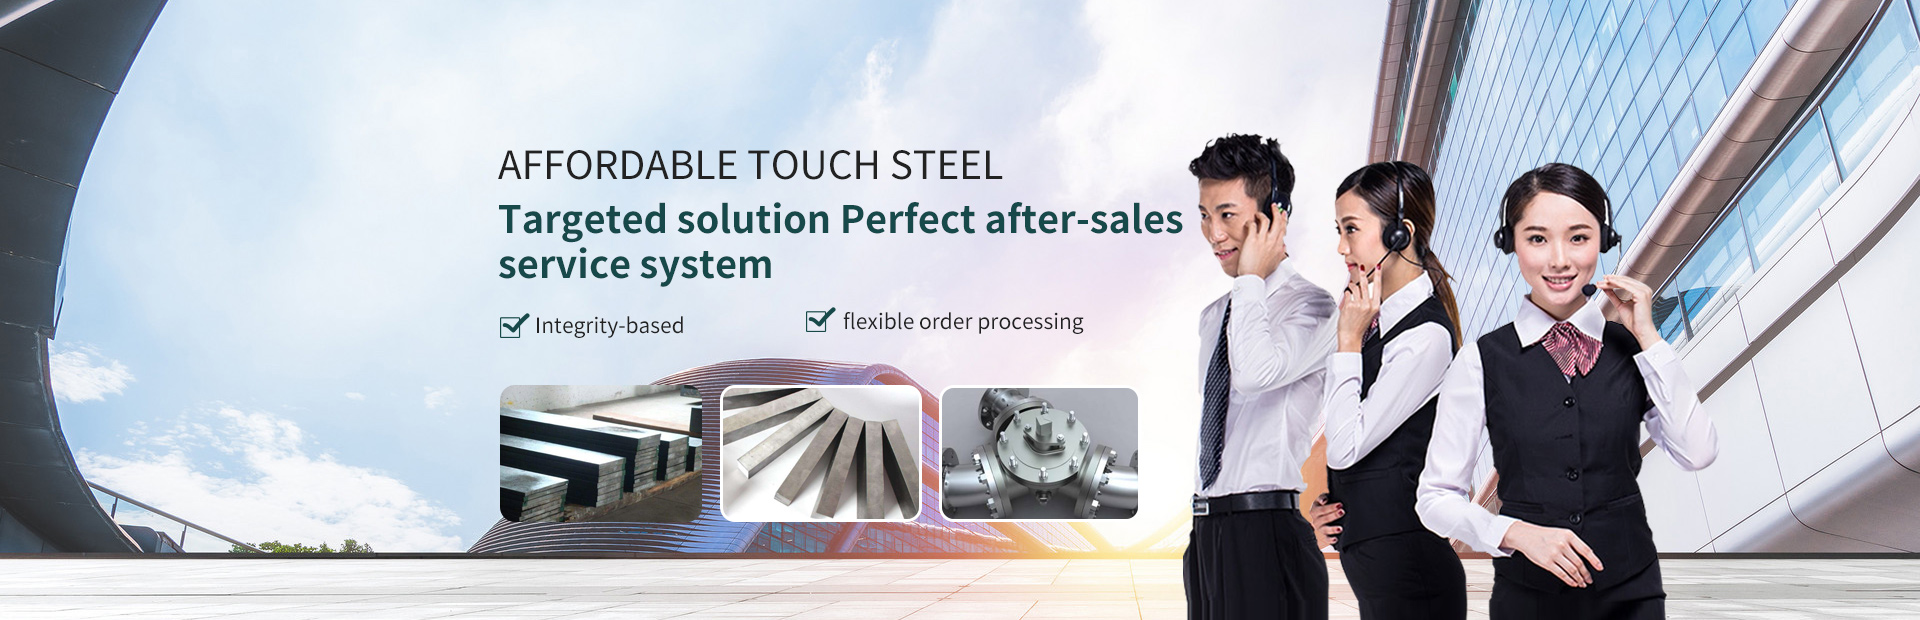 AFFORDABLE TOUCH STEEL
Targeted solution Perfect after-sales
service system
Integrity-based
flexible order processing